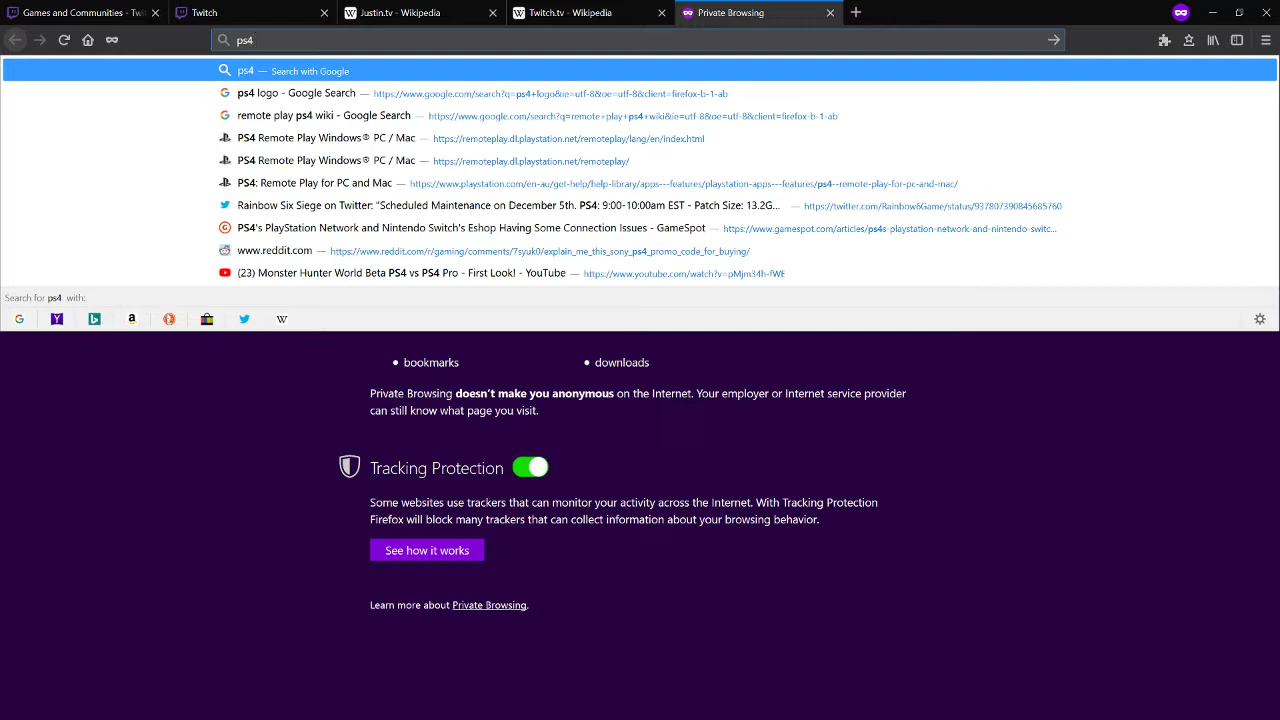 Games and Communities - Twi
Twitch
Justin.tv - Wikipedia
Twitch.tv - Wikipedia
Private Browsing
ps4
ps4 — Search with Google
ps4 logo - Google Search — https://www.google.com/search?q=ps4+logo&ie=utf-8&oe=utf-8&client=firefox-b-1-ab
remote play ps4 wiki - Google Search — https://www.google.com/search?q=remote+play+ps4+wiki&ie=utf-8&oe=utf-8&client=firefox-b-1-ab
PS4 Remote Play Windows® PC / Mac — https://remoteplay.dl.playstation.net/remoteplay/lang/en/index.html
PS4 Remote Play Windows® PC / Mac — https://remoteplay.dl.playstation.net/remoteplay/
PS4: Remote Play for PC and Mac — https://www.playstation.com/en-au/get-help/help-library/apps---features/playstation-apps---features/ps4--remote-play-for-pc-and-mac/
Rainbow Six Siege on Twitter: "Scheduled Maintenance on December 5th. PS4: 9:00-10:00am EST - Patch Size: 13.2G... — https://twitter.com/Rainbow6Game/status/937807390845685760
PS4's PlayStation Network and Nintendo Switch's Eshop Having Some Connection Issues - GameSpot — https://www.gamespot.com/articles/ps4s-playstation-network-and-nintendo-switc...
www.reddit.com — https://www.reddit.com/r/gaming/comments/7syuk0/explain_me_this_sony_ps4_promo_code_for_buying/
(23) Monster Hunter World Beta PS4 vs PS4 Pro - First Look! - YouTube — https://www.youtube.com/watch?v=pMjm34h-fWE
Search for ps4 with:
bookmarks
downloads
Private Browsing doesn't make you anonymous on the Internet. Your employer or Internet service provider
can still know what page you visit.
Tracking Protection
Some websites use trackers that can monitor your activity across the Internet. With Tracking Protection
Firefox will block many trackers that can collect information about your browsing behavior.
See how it works
Learn more about Private Browsing.